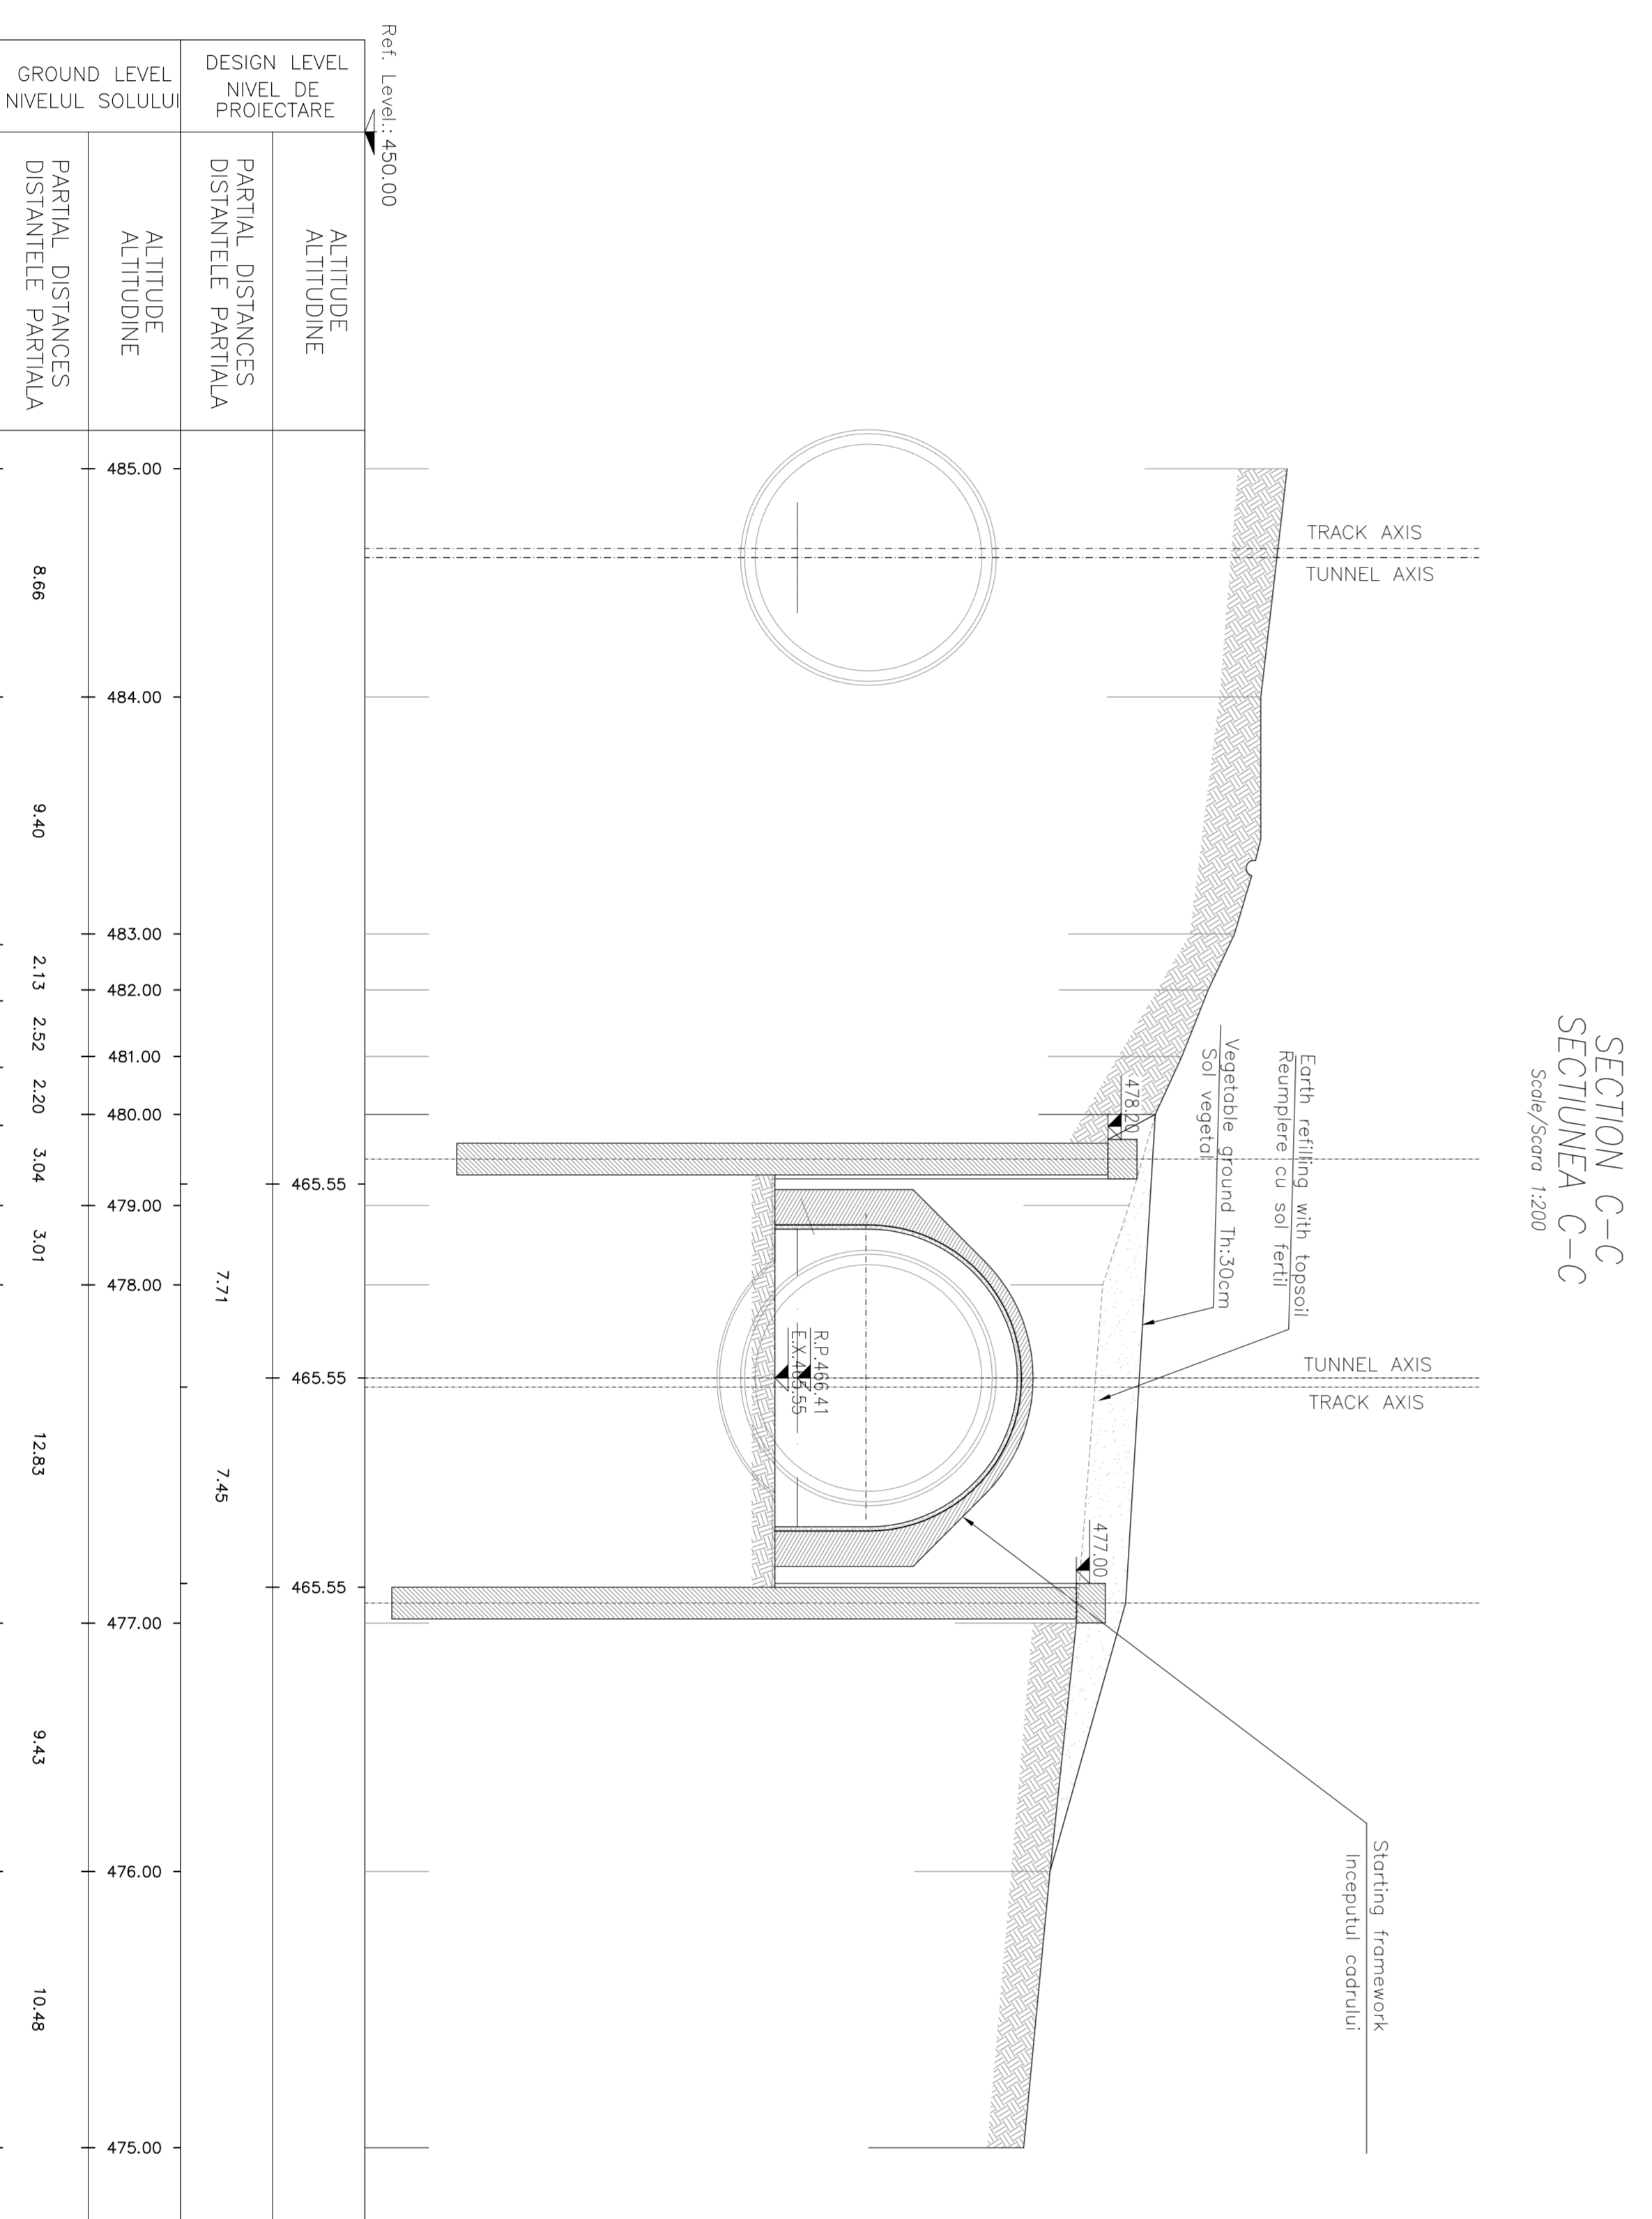 SECTION C-C
SECTIUNEA C-C
Scale/Scara 1:200
TRACK AXIS
TUNNEL AXIS
Earth refilling with topsoil
Reumplere cu sol fertil
Vegetable ground Th:30cm
Sol vegetal
478.20
TUNNEL AXIS
TRACK AXIS
R.P.466.41
E.X.465.55
477.00
Starting framework
Inceputul cadrului
Ref. Level.: 450.00
DESIGN LEVEL
NIVEL DE
PROIECTARE
ALTITUDE
ALTITUDINE
465.55
465.55
465.55
PARTIAL DISTANCES
DISTANTELE PARTIALA
7.71
7.45
GROUND LEVEL
NIVELUL SOLULUI
ALTITUDE
ALTITUDINE
485.00
484.00
483.00
482.00
481.00
480.00
479.00
478.00
477.00
476.00
475.00
PARTIAL DISTANCES
DISTANTELE PARTIALA
8.66
9.40
2.13
2.52
2.20
3.04
3.01
12.83
9.43
10.48